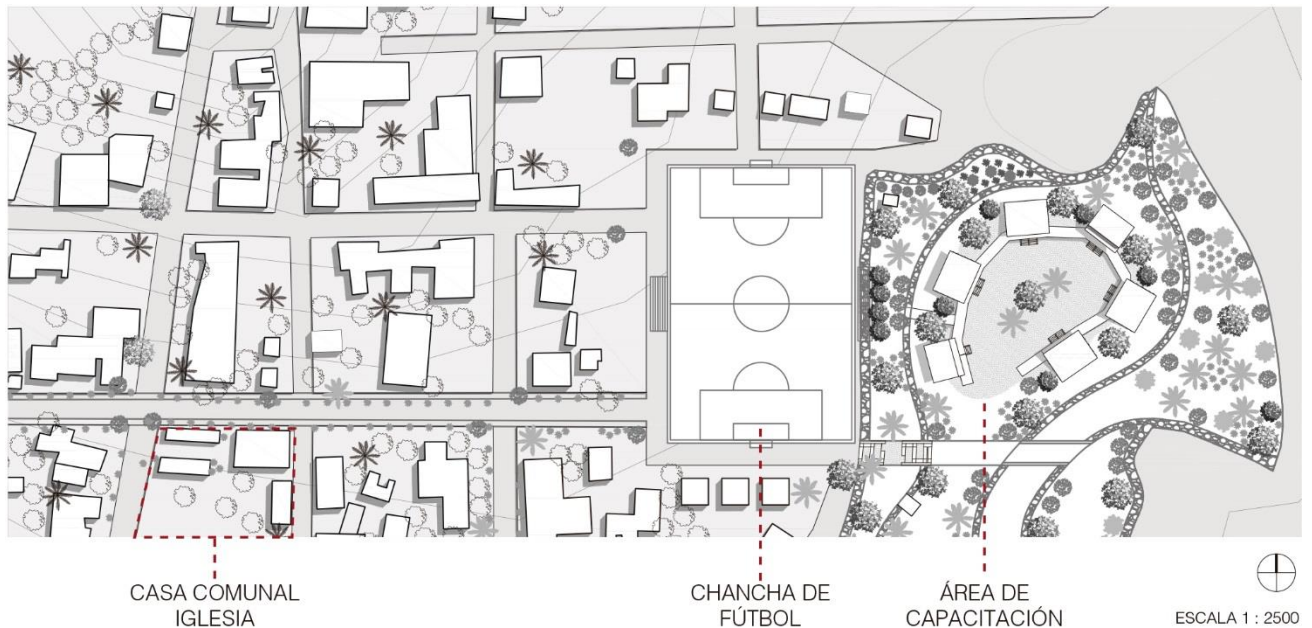 CASA COMUNAL
IGLESIA
CHANCHA DE
FÚTBOL
ÁREA DE
CAPACITACIÓN
ESCALA 1 : 2500